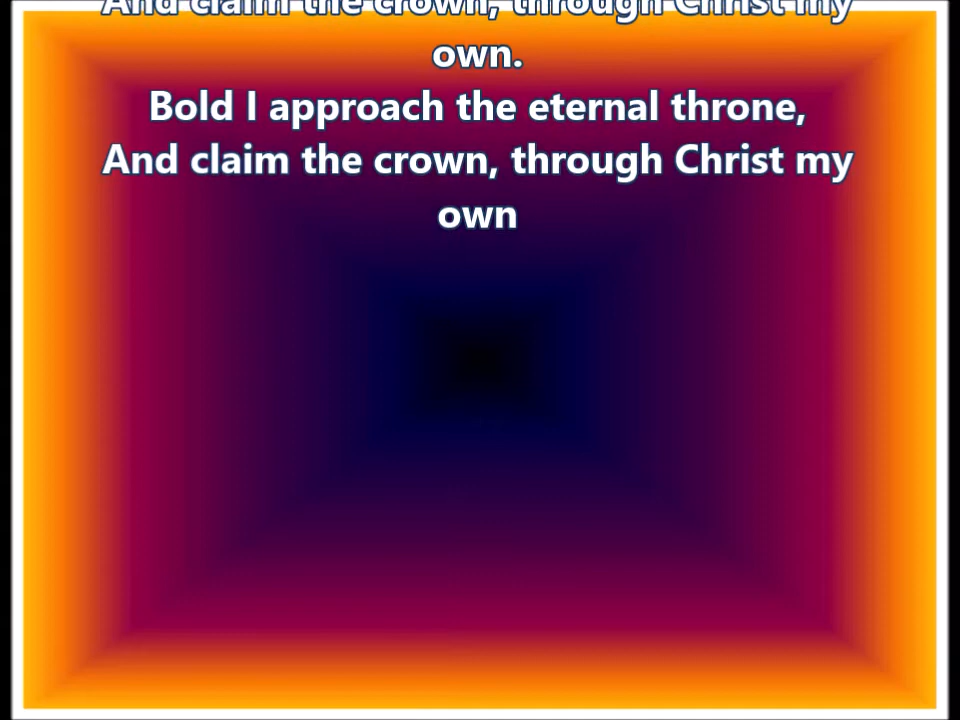 And claim the crown, through Christ my
own.
Bold I approach the eternal throne,
And claim the crown, through Christ my
own